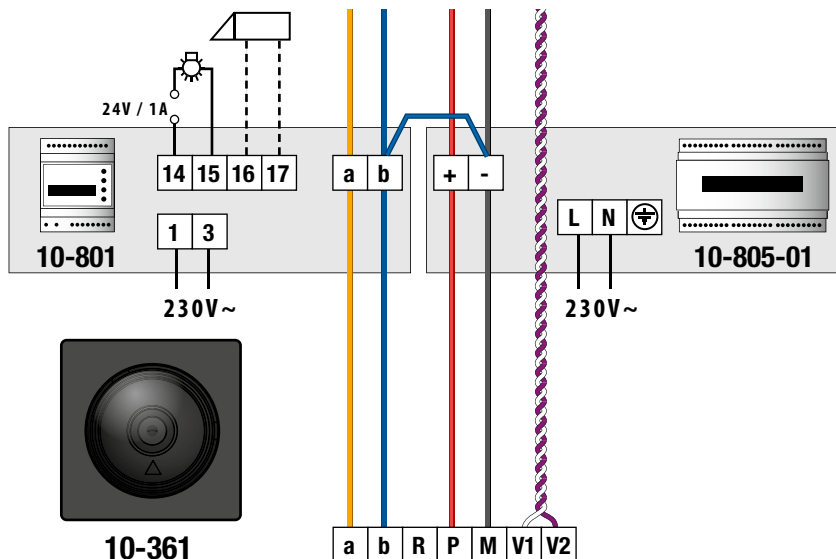 24V / 1A
14 15 16 17
a b
+ -
1 3
L N
10-801
10-805-01
230V~
230V~
10-361
a b R P M V1 V2